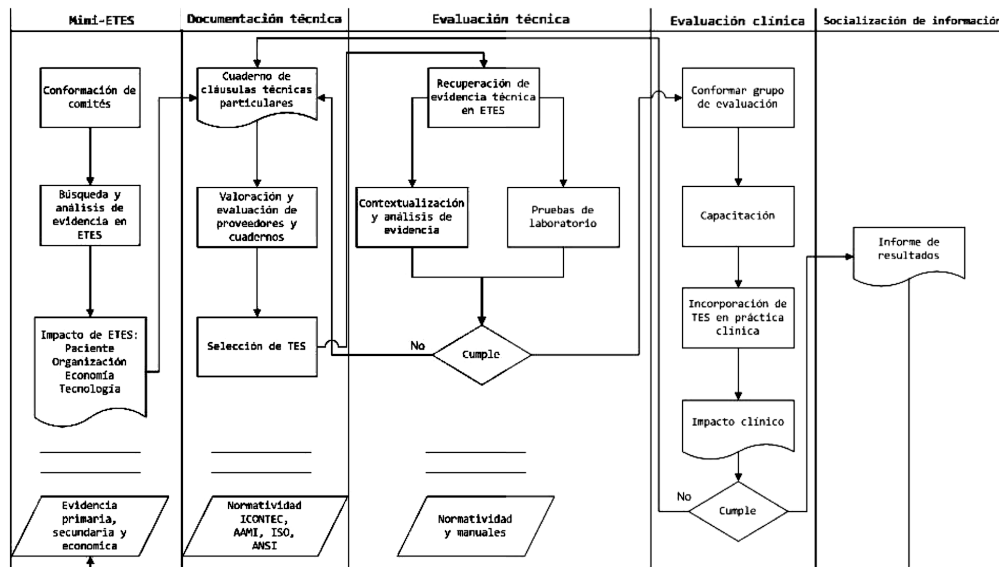 Mini-ETES
Documentación técnica
Evaluación técnica
Evaluación clínica
Socialización de información
Conformación de
comités
Búsqueda y
análisis de
evidencia en
ETES
Impacto de ETES:
Paciente
Organización
Economía
Tecnología
Evidencia
primaria,
secundaria y
economica
Cuaderno de
cláusulas técnicas
particulares
Valoración y
evaluación de
proveedores y
cuadernos
Selección de TES
Normatividad
ICONTEC,
AAMI, ISO,
ANSI
Recuperación de
evidencia técnica
en ETES
Contextualización
y análisis de
evidencia
Pruebas de
laboratorio
No
Cumple
Normatividad
y manuales
Conformar grupo
de evaluación
Capacitación
Incorporación de
TES en práctica
clínica
Impacto clínico
No
Cumple
Informe de
resultados